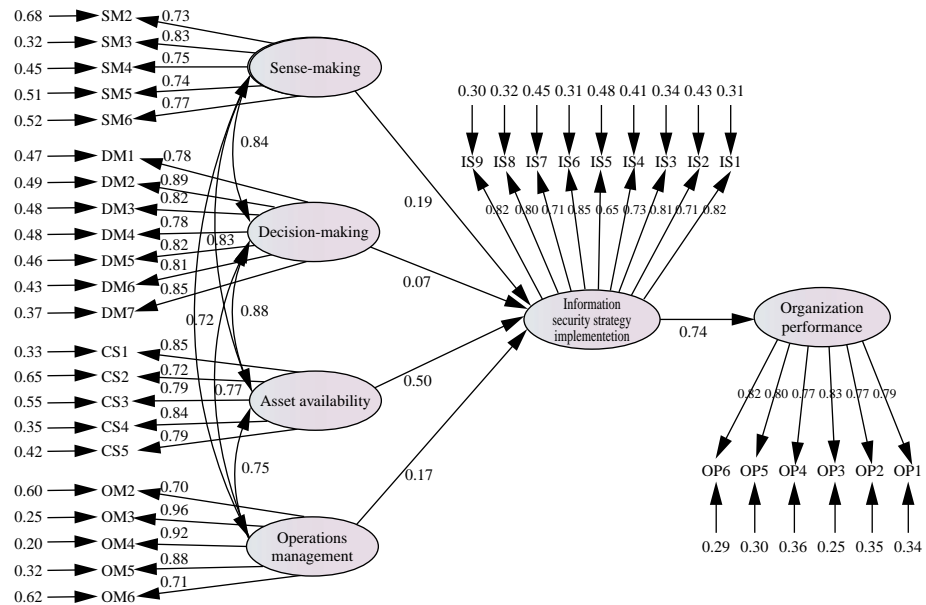 0.68 SM2 0.73
0.32 SM3 0.83
0.45 SM4 0.75
0.51 SM5 0.74
0.52 SM6 0.77
Sense-making
0.47 DM1 0.78
0.49 DM2 0.89
0.48 DM3 0.82
0.48 DM4 0.78
0.46 DM5 0.82
0.43 DM6 0.81
0.37 DM7 0.85
Decision-making
0.33 CS1 0.85
0.65 CS2 0.72
0.55 CS3 0.79
0.35 CS4 0.84
0.42 CS5 0.79
Asset availability
0.60 OM2 0.70
0.25 OM3 0.96
0.20 OM4 0.92
0.32 OM5 0.88
0.62 OM6 0.71
Operations
management
0.84
0.83
0.88
0.72
0.77
0.75
0.19
0.07
0.50
0.17
0.30 0.32 0.45 0.31 0.48 0.41 0.34 0.43 0.31
IS9 IS8 IS7 IS6 IS5 IS4 IS3 IS2 IS1
0.82 0.80 0.71 0.85 0.65 0.73 0.81 0.71 0.82
Information
security strategy
implementetion
0.74
Organization
performance
0.82 0.80 0.77 0.83 0.77 0.79
OP6 OP5 OP4 OP3 OP2 OP1
0.29 0.30 0.36 0.25 0.35 0.34